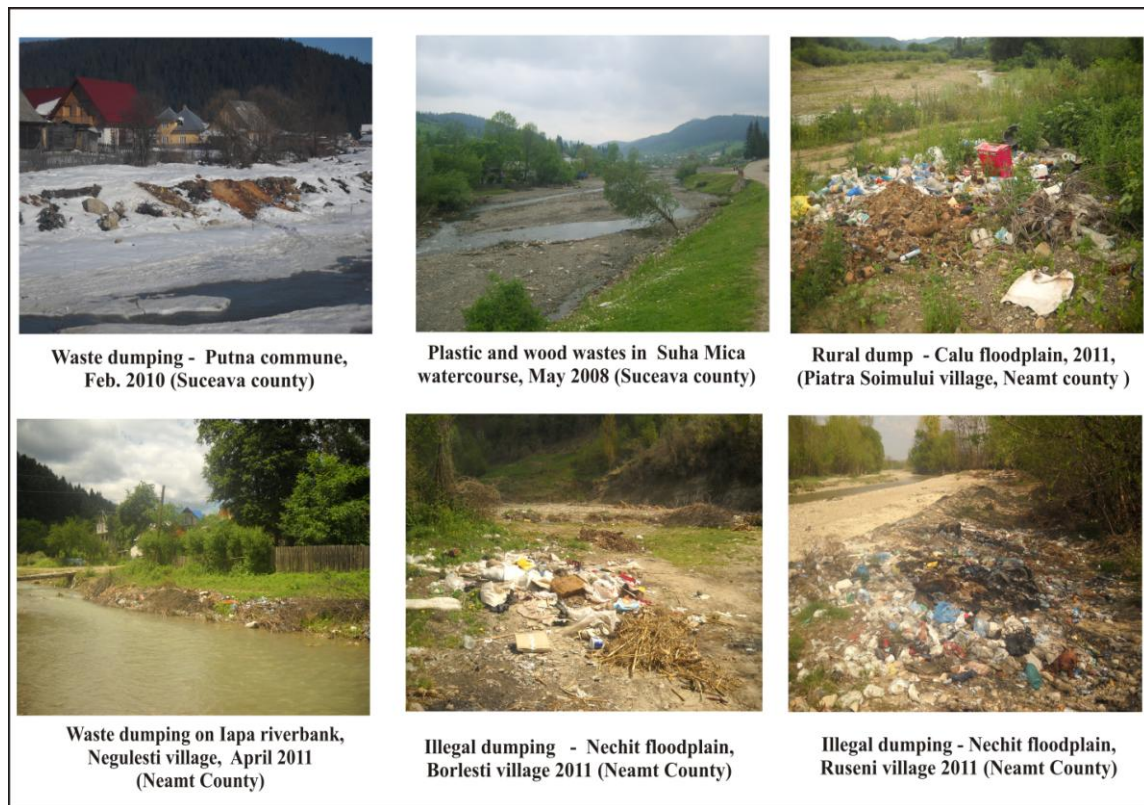 Waste dumping - Putna commune,
Feb. 2010 (Suceava county)
Plastic and wood wastes in Suha Mica
watercourse, May 2008 (Suceava county)
Rural dump - Calu floodplain, 2011,
(Piatra Soimului village, Neamt county )
Waste dumping on Iapa riverbank,
Negulesti village, April 2011
(Neamt County)
Illegal dumping - Nechit floodplain,
Borlesti village 2011 (Neamt County)
Illegal dumping - Nechit floodplain,
Ruseni village 2011 (Neamt County)